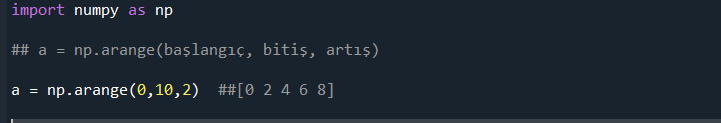 import numpy as np
## a = np.arange(başlangıç, bitiş, artış)
a = np.arange(0,10,2)  ##[0 2 4 6 8]